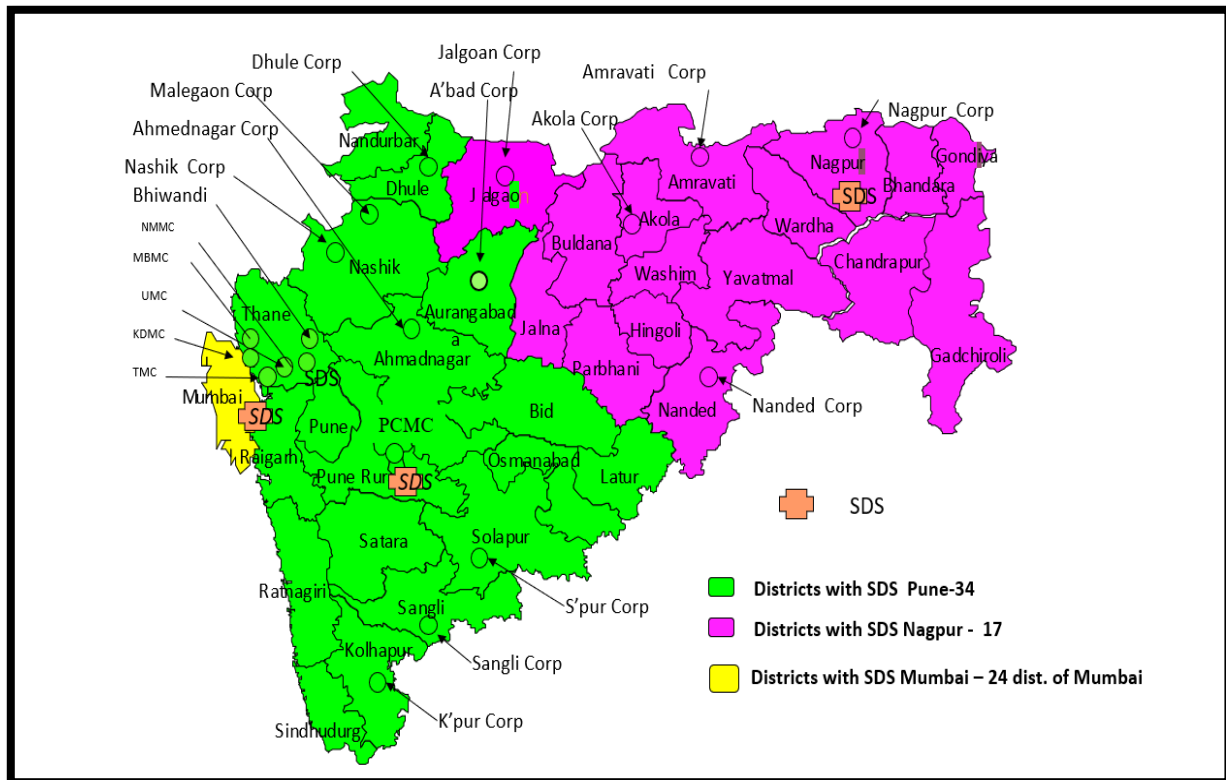 Jalgoan Corp
Dhule Corp
Amravati Corp
Malegaon Corp
A'bad Corp
Nagpur Corp
Akola Corp
Ahmednagar Corp
Nashik Corp
Bhiwandi
NMMC
MBMC
UMC
KDMC
TMC
Nandurbar
Dhule
Jalgaon
Amravati
Nagpur
Bhandara
Gondiya
SDS
Akola
Wardha
Buldana
Nashik
Washim
Yavatmal
Chandrapur
Aurangabad
a
Thane
Jalna
Hingoli
Ahmadnagar
Parbhani
Gadchiroli
SDS
Mumbai
SDS
Nanded
Nanded Corp
Bid
Pune
PCMC
Raigarh
Osmanabad
Latur
Pune Rur
SDS
SDS
Satara
Solapur
Ratnagiri
Sangli
S'pur Corp
Kolhapur
Sangli Corp
K'pur Corp
Sindhudurg
Districts with SDS Pune-34
Districts with SDS Nagpur - 17
Districts with SDS Mumbai – 24 dist. of Mumbai